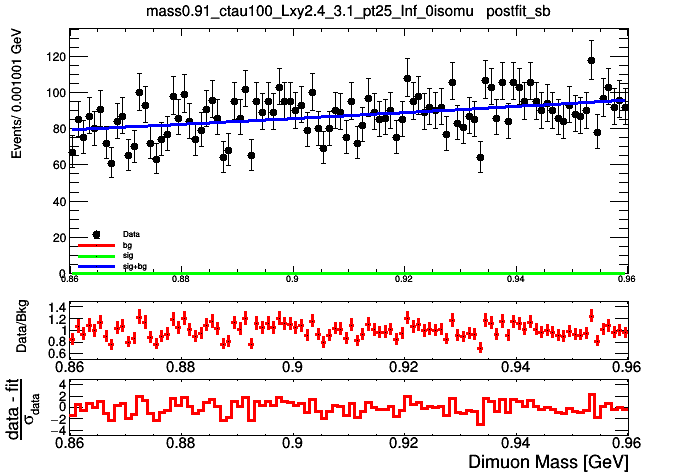 mass0.91_ctau100_Lxy2.4_3.1_pt25_Inf_0isomu postfit_sb
Events/ 0.001001 GeV
120
100
80
60
40
20
0
Data
bg
sig
sig+bg
0.86 0.88 0.9 0.92 0.94 0.96
Data/Bkg
1.4
1.2
1
0.8
0.6
0.86 0.88 0.9 0.92 0.94 0.96
data - fit
σdata
4
2
0
−2
−4
0.86 0.88 0.9 0.92 0.94 0.96
Dimuon Mass [GeV]